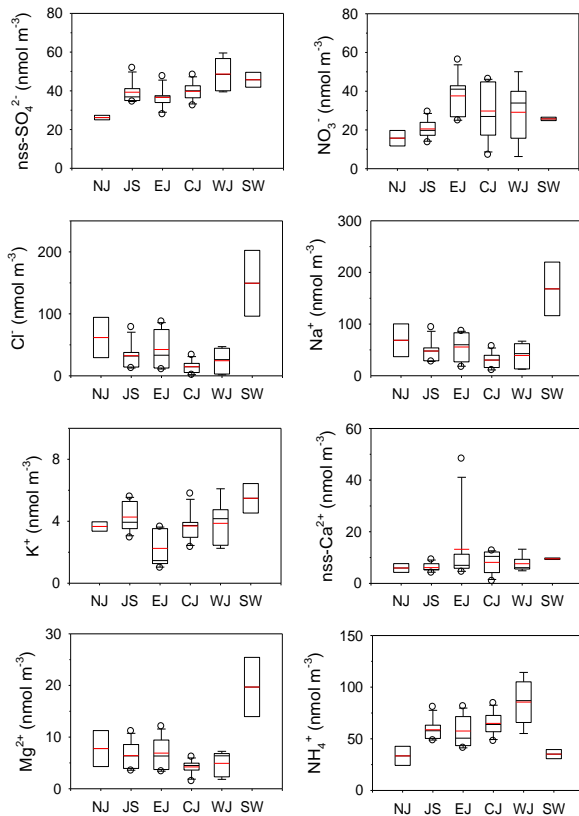 nss-SO₄²⁻ (nmol m⁻³)
80
60
40
20
0
NJ JS EJ CJ WJ SW
NO₃⁻ (nmol m⁻³)
80
60
40
20
0
NJ JS EJ CJ WJ SW
Cl⁻ (nmol m⁻³)
200
100
0
NJ JS EJ CJ WJ SW
Na⁺ (nmol m⁻³)
300
200
100
0
NJ JS EJ CJ WJ SW
K⁺ (nmol m⁻³)
8
4
0
NJ JS EJ CJ WJ SW
nss-Ca²⁺ (nmol m⁻³)
60
40
20
0
NJ JS EJ CJ WJ SW
Mg²⁺ (nmol m⁻³)
30
20
10
0
NJ JS EJ CJ WJ SW
NH₄⁺ (nmol m⁻³)
150
100
50
0
NJ JS EJ CJ WJ SW